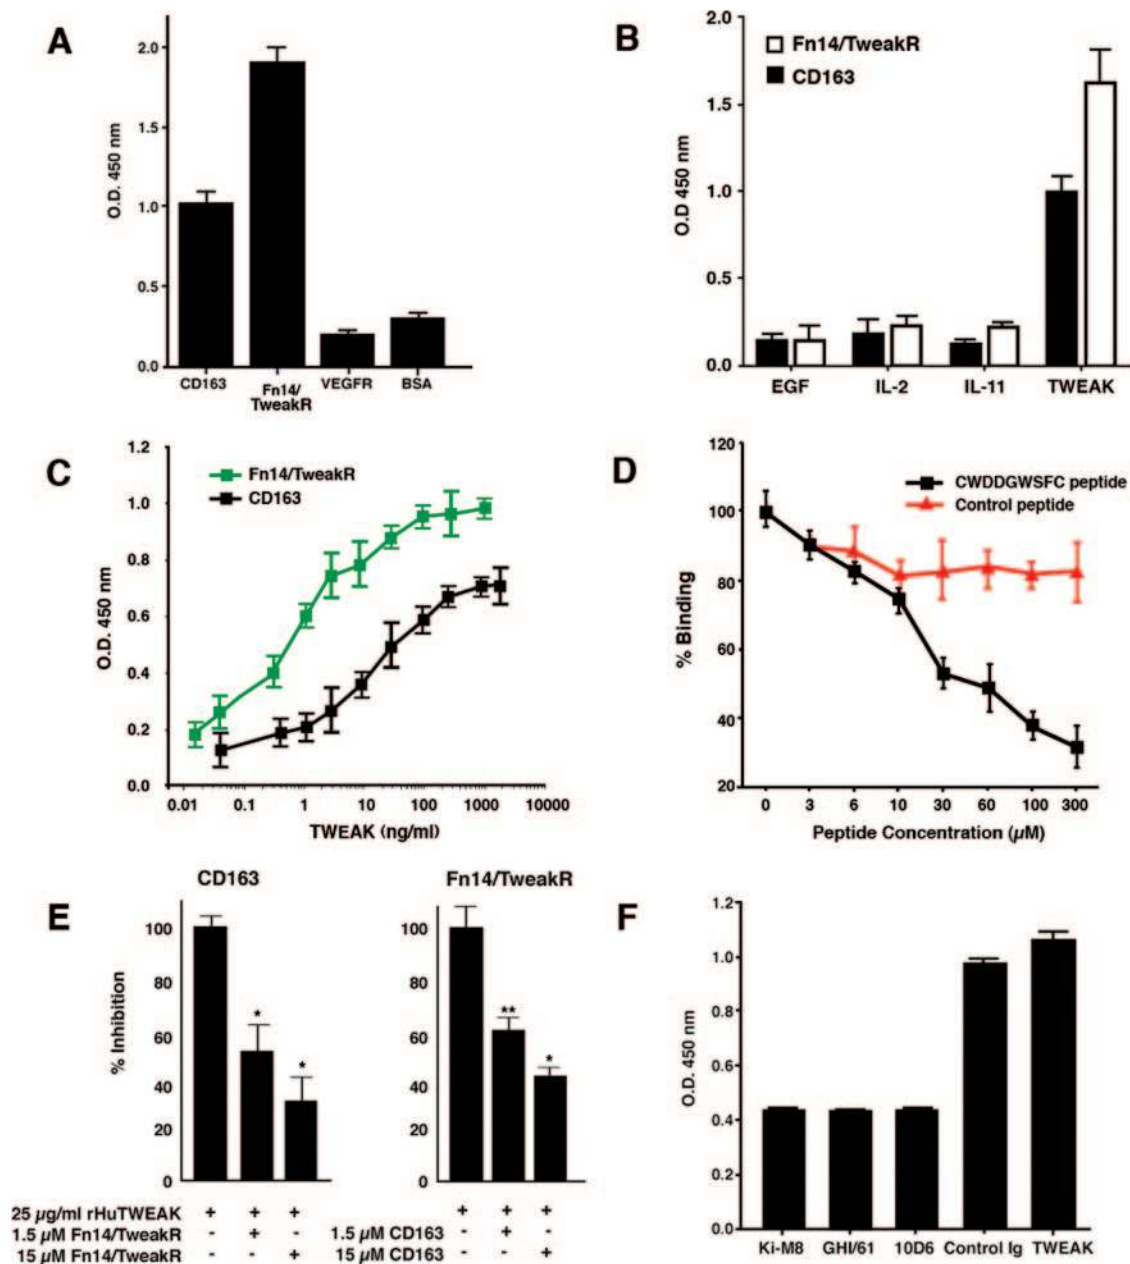 A
2.0
1.5
1.0
0.5
0.0
O.D. 450 nm
CD163
Fn14/
TweakR
VEGFR
BSA
B
Fn14/TweakR
CD163
2.0
1.5
1.0
0.5
0.0
O.D 450 nm
EGF
IL-2
IL-11
TWEAK
C
Fn14/TweakR
CD163
1.2
1.0
0.8
0.6
0.4
0.2
0.0
O.D. 450 nm
0.01
0.1
1
10
100
1000
10000
TWEAK (ng/ml)
D
CWDDGWSFC peptide
Control peptide
120
100
80
60
40
20
% Binding
0
3
6
10
30
60
100
300
Peptide Concentration (µM)
E
CD163
100
80
60
40
20
0
% Inhibition
*
*
Fn14/TweakR
100
80
60
40
20
0
**
*
25 µg/ml rHuTWEAK + + +
1.5 µM Fn14/TweakR - + -
15 µM Fn14/TweakR - - +
+ + +
1.5 µM CD163 - + -
15 µM CD163 - - +
F
1.2
1.0
0.8
0.6
0.4
0.2
0.0
O.D. 450 nm
Ki-M8
GHI/61
10D6
Control Ig
TWEAK